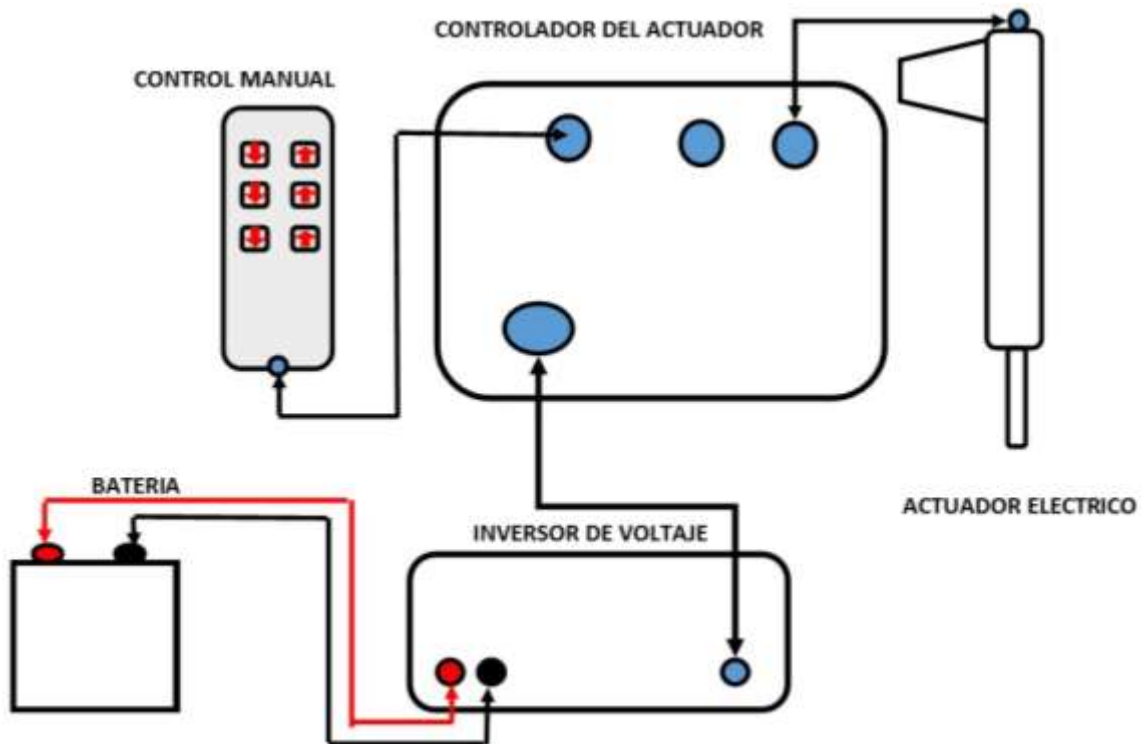 CONTROLADOR DEL ACTUADOR
CONTROL MANUAL
BATERIA
ACTUADOR ELECTRICO
INVERSOR DE VOLTAJE